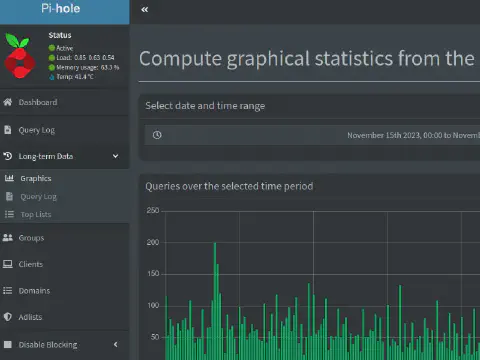 Pi-hole
Status
Active
Load: 0.85 0.63 0.54
Memory usage: 63.3 %
Temp: 41.4 °C
Dashboard
Query Log
Long-term Data
Graphics
Query Log
Top Lists
Groups
Clients
Domains
Adlists
Disable Blocking
Compute graphical statistics from the
Select date and time range
November 15th 2023, 00:00 to Novemb
Queries over the selected time period
250
200
150
100
50